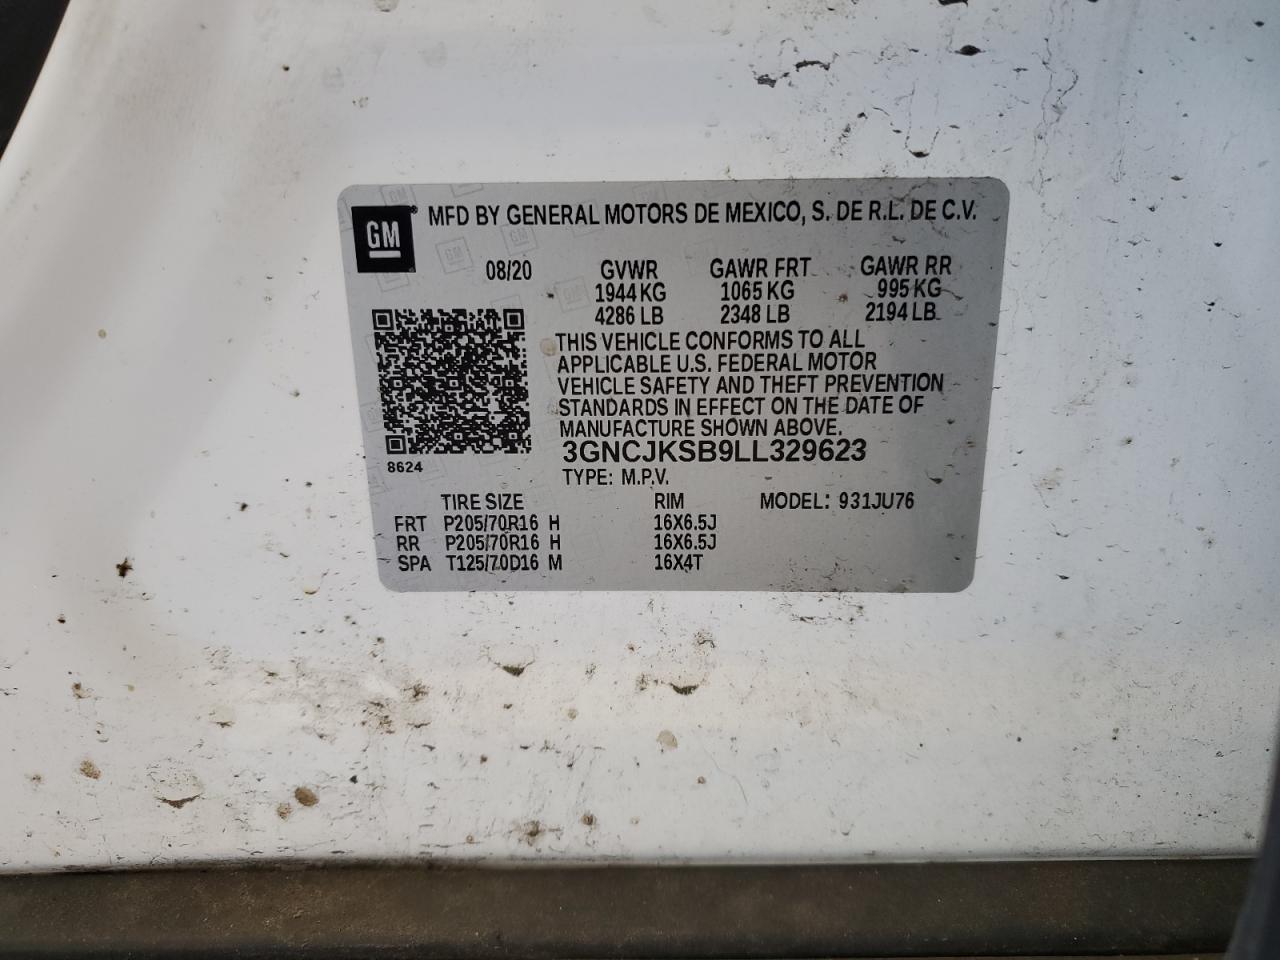 GM
MFD BY GENERAL MOTORS DE MEXICO, S. DE R.L. DE C.V.
08/20 GVWR GAWR FRT GAWR RR
1944 KG 1065 KG 995 KG
4286 LB 2348 LB 2194 LB
THIS VEHICLE CONFORMS TO ALL
APPLICABLE U.S. FEDERAL MOTOR
VEHICLE SAFETY AND THEFT PREVENTION
STANDARDS IN EFFECT ON THE DATE OF
MANUFACTURE SHOWN ABOVE.
3GNCJKSB9LL329623
8624
TYPE: M.P.V.
TIRE SIZE RIM MODEL: 931JU76
FRT P205/70R16 H 16X6.5J
RR P205/70R16 H 16X6.5J
SPA T125/70D16 M 16X4T